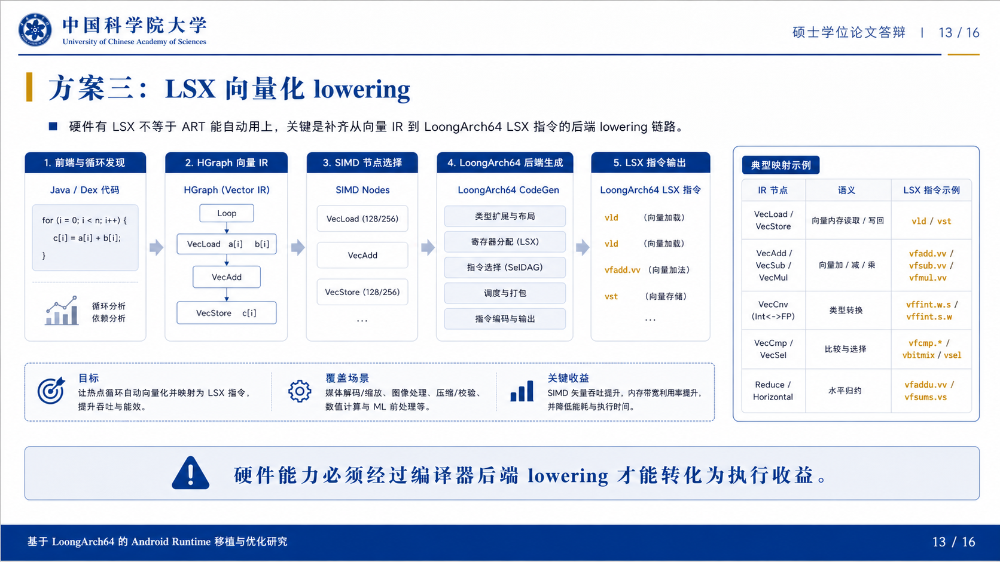 中国科学院大学
University of Chinese Academy of Sciences
硕士学位论文答辩 | 13 / 16
方案三：LSX 向量化 lowering
硬件有 LSX 不等于 ART 能自动用上，关键是补齐从向量 IR 到 LoongArch64 LSX 指令的后端 lowering 链路。
1. 前端与循环发现
Java / Dex 代码
for (i = 0; i < n; i++) {
c[i] = a[i] + b[i];
}
循环分析
依赖分析
2. HGraph 向量 IR
HGraph (Vector IR)
Loop
VecLoad a[i] b[i]
VecAdd
VecStore c[i]
3. SIMD 节点选择
SIMD Nodes
VecLoad (128/256)
VecAdd
VecStore (128/256)
...
4. LoongArch64 后端生成
LoongArch64 CodeGen
类型扩展与布局
寄存器分配 (LSX)
指令选择 (SelDAG)
调度与打包
指令编码与输出
5. LSX 指令输出
LoongArch64 LSX 指令
vld （向量加载）
vld （向量加载）
vfadd.vv （向量加法）
vst （向量存储）
...
典型映射示例
IR 节点 语义 LSX 指令示例
VecLoad /
VecStore
向量内存读取 / 写回
vld / vst
VecAdd /
VecSub /
VecMul
向量加 / 减 / 乘
vfadd.vv /
vfsub.vv /
vfmul.vv
VecCnv
(Int<->FP)
类型转换
vffint.w.s /
vffint.s.w
VecCmp /
VecSel
比较与选择
vfcmp.* /
vbitmix / vsel
Reduce /
Horizontal
水平归约
vfaddu.vv /
vfsums.vs
目标
让热点循环自动向量化并映射为 LSX 指令，
提升吞吐与能效。
覆盖场景
媒体解码/缩放、图像处理、压缩/校验、
数值计算与 ML 前处理等。
关键收益
SIMD 矢量吞吐提升，内存带宽利用率提升，
并降低能耗与执行时间。
硬件能力必须经过编译器后端 lowering 才能转化为执行收益。
基于 LoongArch64 的 Android Runtime 移植与优化研究
13 / 16